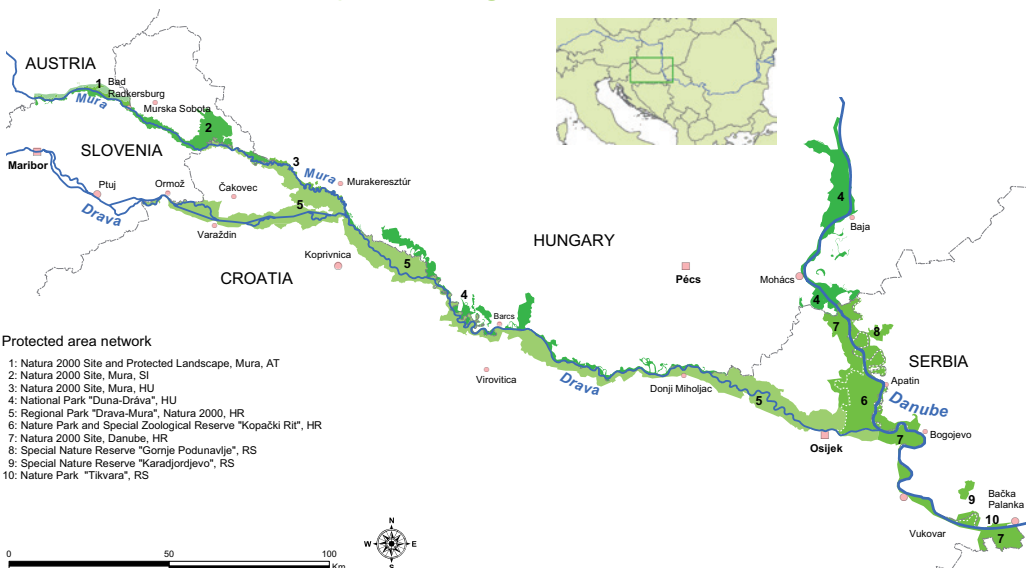 AUSTRIA
1
Bad
Radkersburg
Mura
Murska Sobota
2
SLOVENIA
3
Maribor
Mura
Murakeresztúr
Ptuj
Ormož
Čakovec
5
4
Drava
Varaždin
Baja
HUNGARY
Koprivnica
5
CROATIA
Pécs
Mohács
4
4
Barcs
7
8
Protected area network
SERBIA
1: Natura 2000 Site and Protected Landscape, Mura, AT
2: Natura 2000 Site, Mura, SI
3: Natura 2000 Site, Mura, HU
4: National Park "Duna-Dráva", HU
5: Regional Park "Drava-Mura", Natura 2000, HR
6: Nature Park and Special Zoological Reserve "Kopački Rit", HR
7: Natura 2000 Site, Danube, HR
8: Special Nature Reserve "Gornje Podunavlje", RS
9: Special Nature Reserve "Karadjordjevo", RS
10: Nature Park "Tikvara", RS
Virovitica
Drava
Donji Miholjac
Apatin
5
6
Danube
Osijek
7
Bogojevo
9
Bačka
Palanka
10
Vukovar
7
N
W
E
S
0
50
100
Km